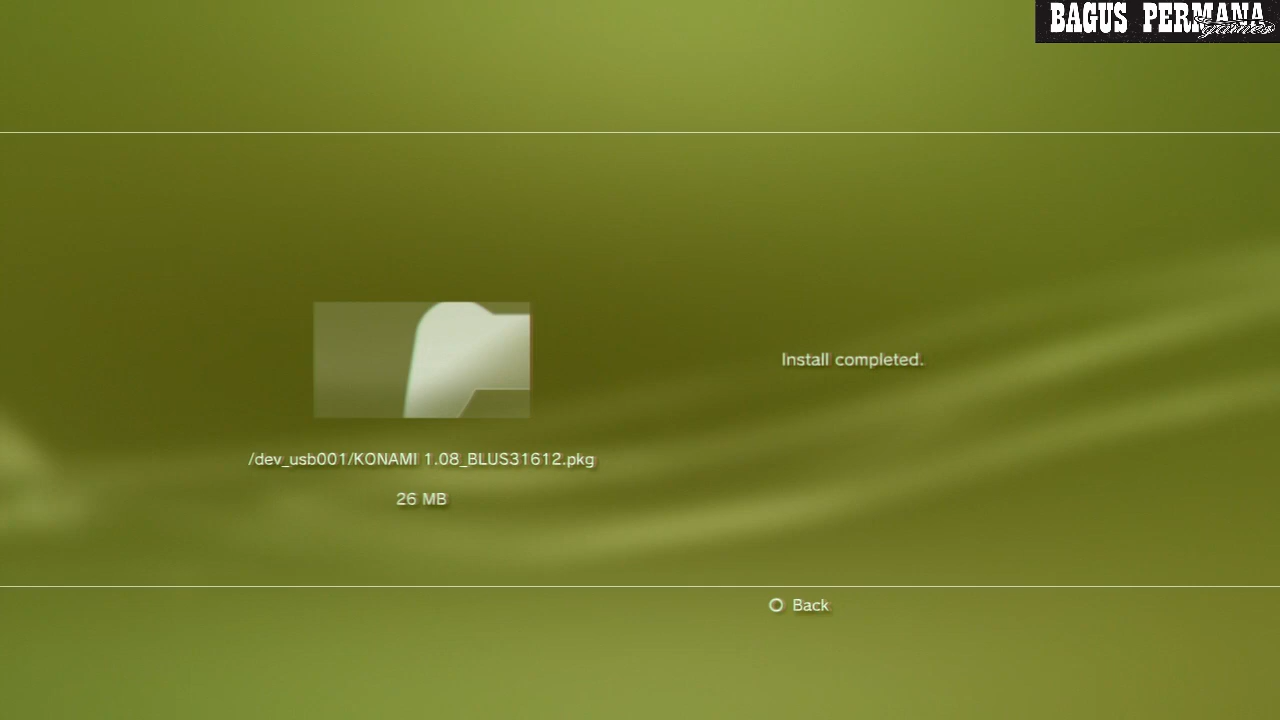 BAGUS PERMANA
games
Install completed.
/dev_usb001/KONAMI 1.08_BLUS31612.pkg
26 MB
Back